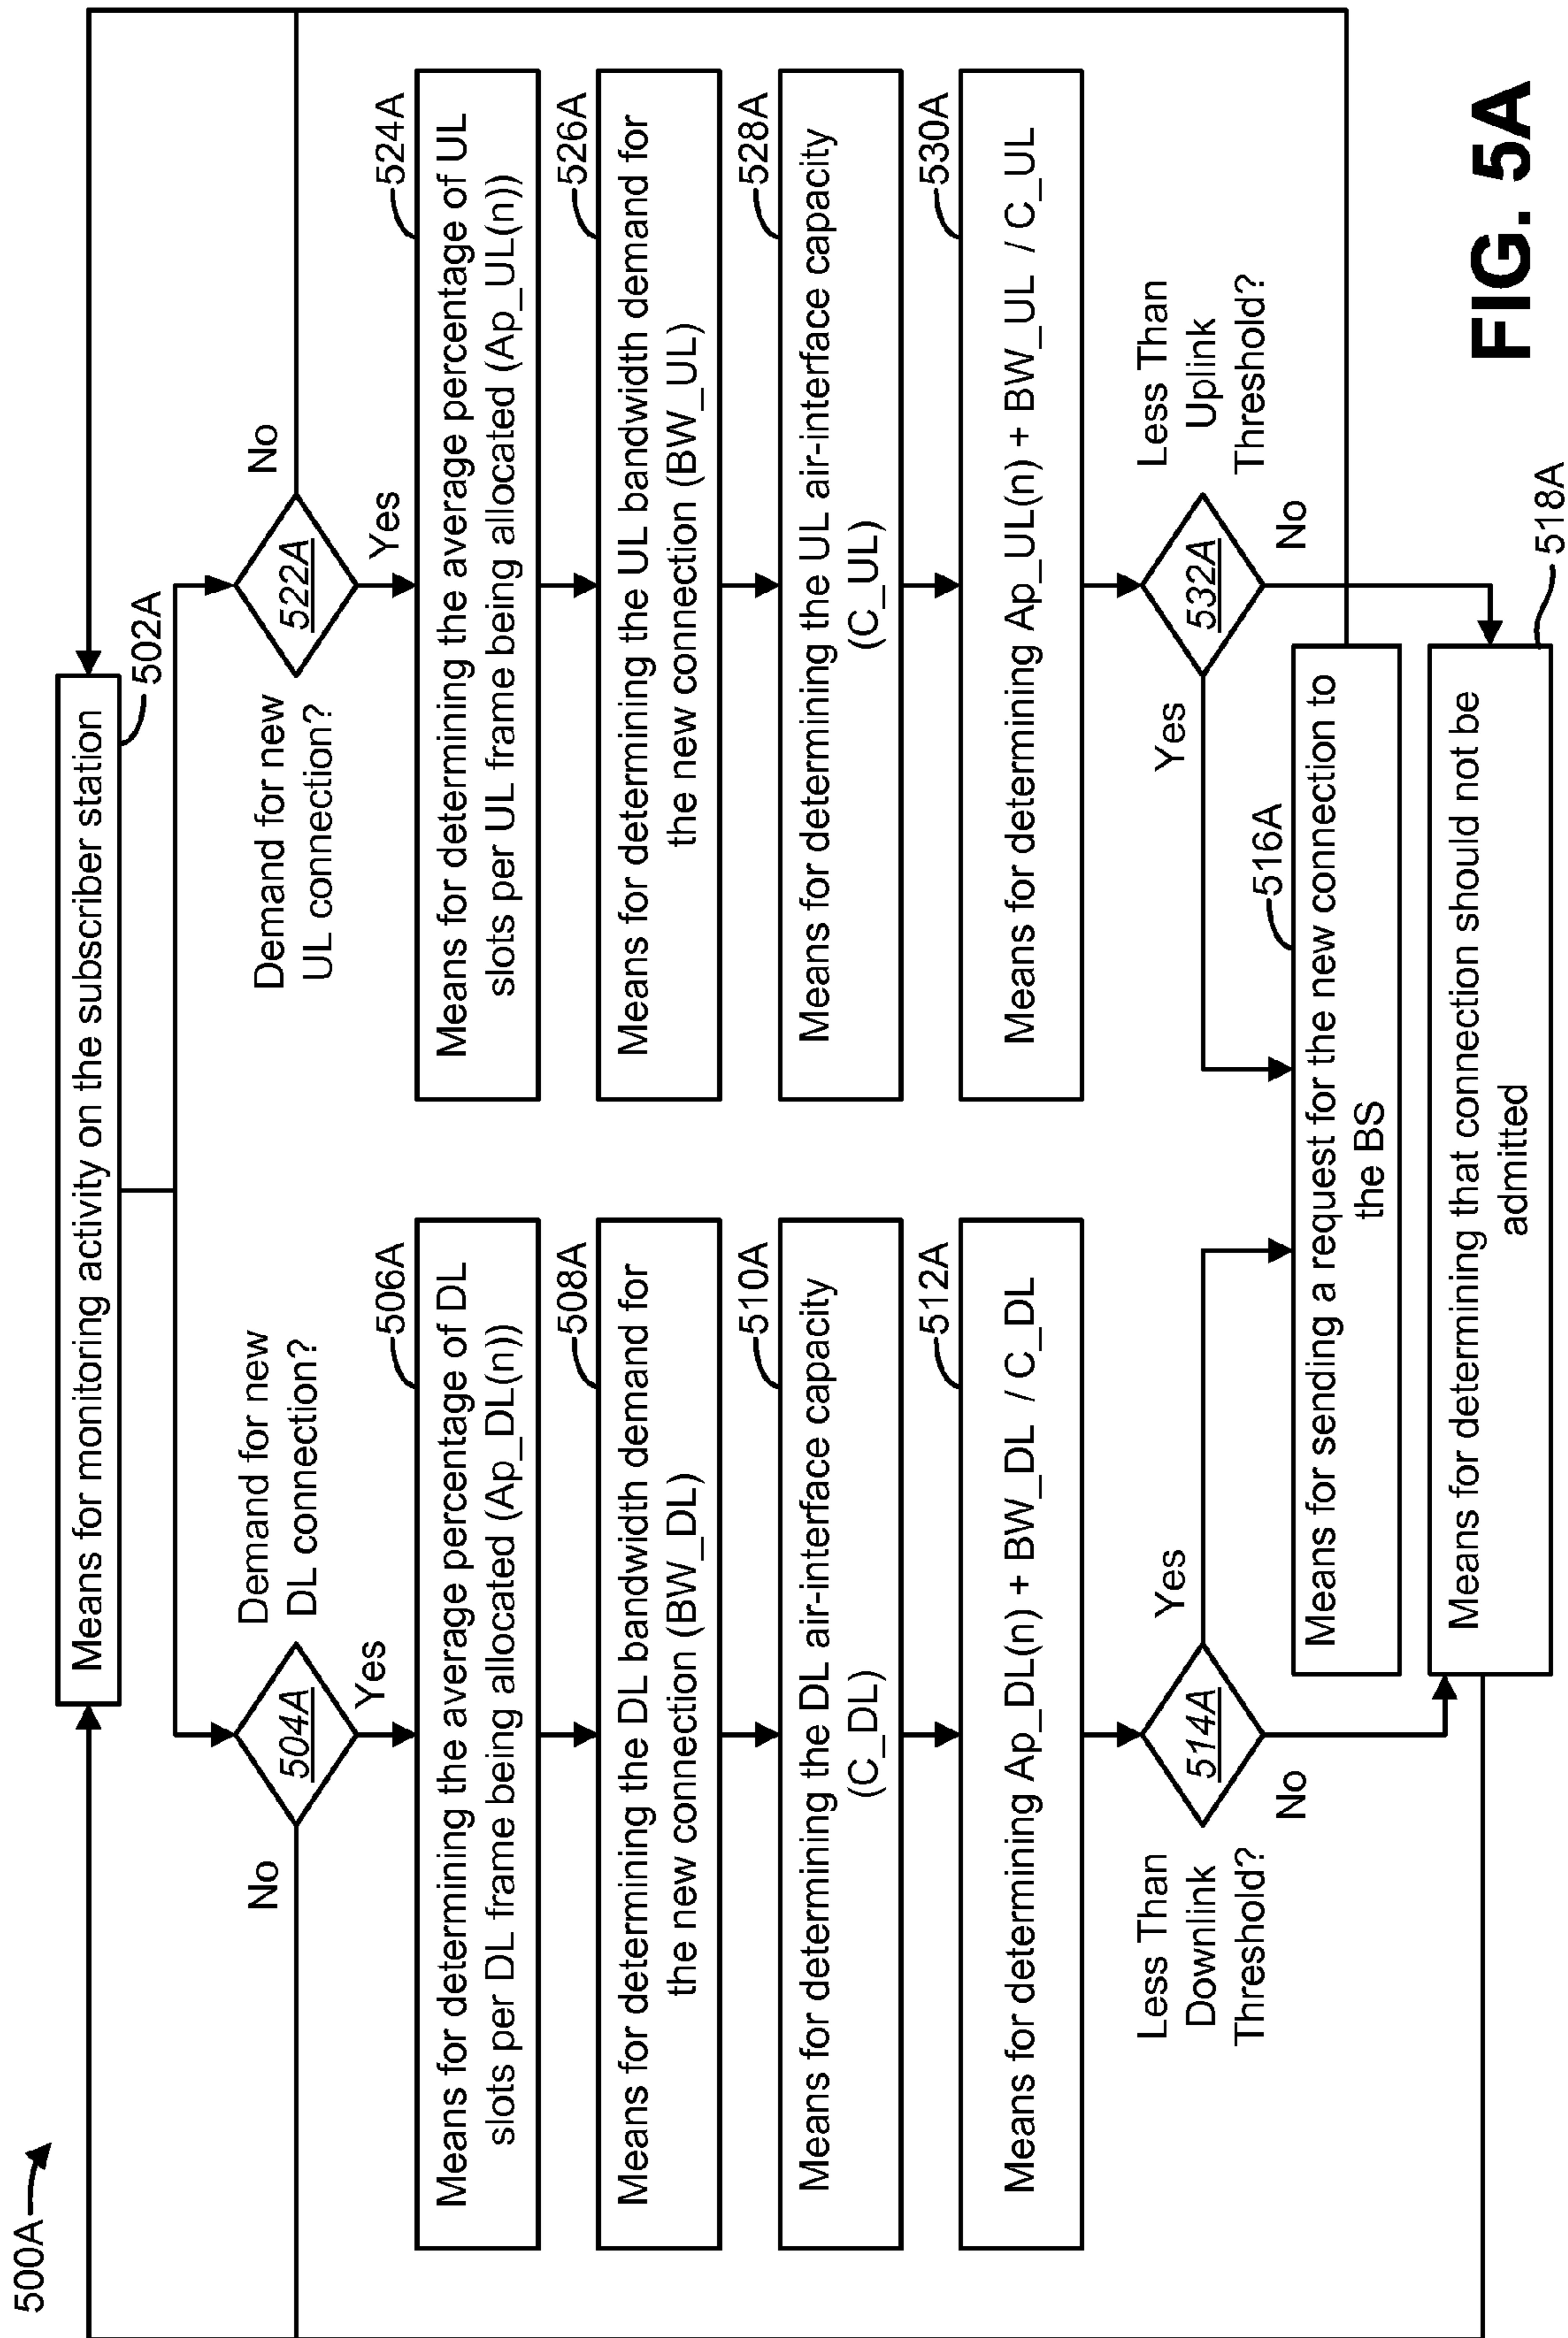 500A
Means for monitoring activity on the subscriber station
502A
Demand for new
DL connection?
504A
No
Yes
Demand for new
UL connection?
522A
No
Yes
506A
Means for determining the average percentage of DL
slots per DL frame being allocated (Ap_DL(n))
508A
Means for determining the DL bandwidth demand for
the new connection (BW_DL)
510A
Means for determining the DL air-interface capacity
(C_DL)
512A
Means for determining Ap_DL(n) + BW_DL / C_DL
524A
Means for determining the average percentage of UL
slots per UL frame being allocated (Ap_UL(n))
526A
Means for determining the UL bandwidth demand for
the new connection (BW_UL)
528A
Means for determining the UL air-interface capacity
(C_UL)
530A
Means for determining Ap_UL(n) + BW_UL / C_UL
Less Than
Downlink
Threshold?
514A
Yes
No
Less Than
Uplink
Threshold?
532A
Yes
No
516A
Means for sending a request for the new connection to
the BS
Means for determining that connection should not be
admitted
518A
FIG. 5A